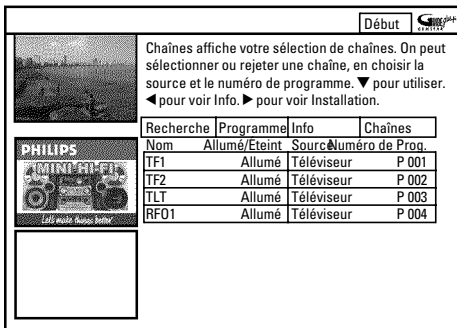 Début GUIDE Plus+ GEMSTAR
Chaînes affiche votre sélection de chaînes. On peut
sélectionner ou rejeter une chaîne, en choisir la
source et le numéro de programme. ▼ pour utiliser.
◀ pour voir Info. ▶ pour voir Installation.
Recherche Programme Info Chaînes
Nom Allumé/Eteint Source Numéro de Prog.
TF1 Allumé Téléviseur P 001
TF2 Allumé Téléviseur P 002
TLT Allumé Téléviseur P 003
RFO1 Allumé Téléviseur P 004
PHILIPS
MINI HI-FI
Let's make things better